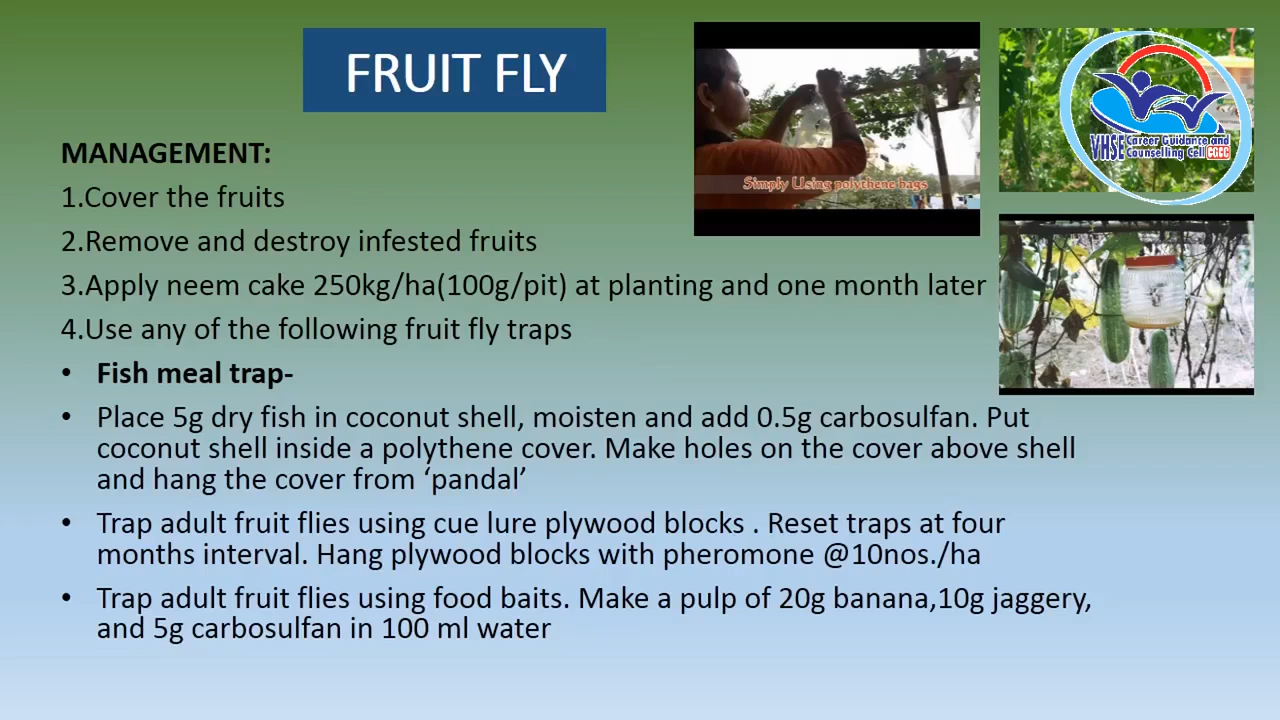 FRUIT FLY
MANAGEMENT:
1.Cover the fruits
2.Remove and destroy infested fruits
3.Apply neem cake 250kg/ha(100g/pit) at planting and one month later
4.Use any of the following fruit fly traps
• Fish meal trap-
• Place 5g dry fish in coconut shell, moisten and add 0.5g carbosulfan. Put
coconut shell inside a polythene cover. Make holes on the cover above shell
and hang the cover from ‘pandal’
• Trap adult fruit flies using cue lure plywood blocks . Reset traps at four
months interval. Hang plywood blocks with pheromone @10nos./ha
• Trap adult fruit flies using food baits. Make a pulp of 20g banana,10g jaggery,
and 5g carbosulfan in 100 ml water
Simply Using polythene bags
VHSE Career Guidance and
Counselling Cell CGCC